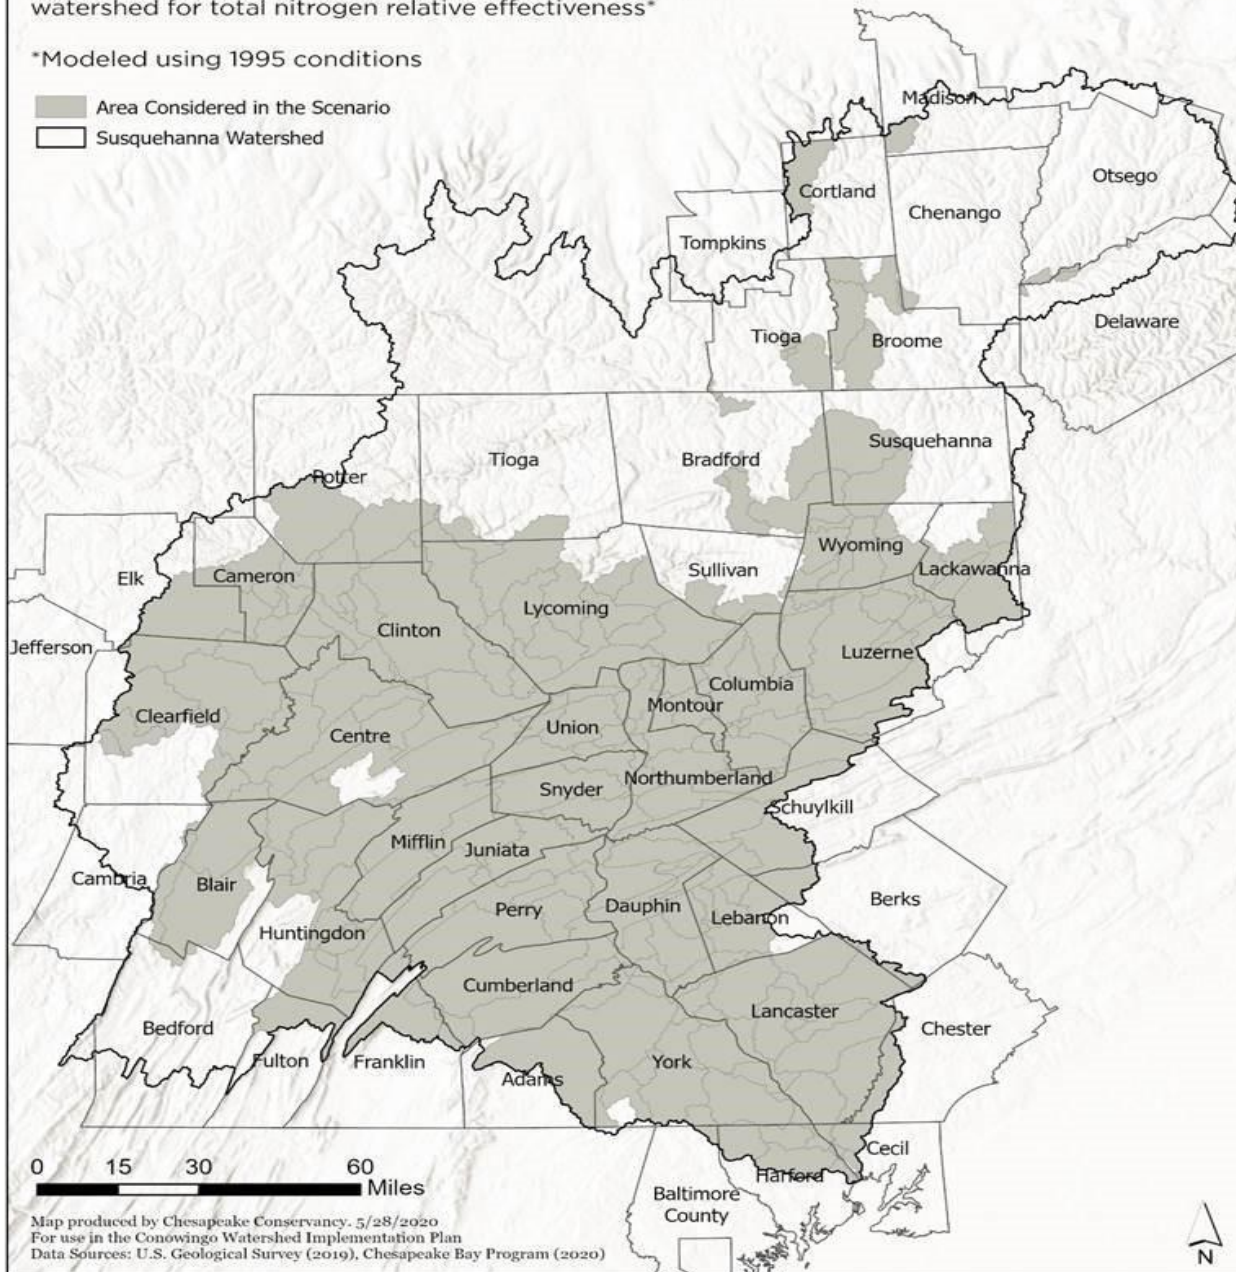 watershed for total nitrogen relative effectiveness*
*Modeled using 1995 conditions
Area Considered in the Scenario
Susquehanna Watershed
Madison
Otsego
Cortland
Chenango
Tompkins
Delaware
Tioga
Broome
Susquehanna
Tioga
Bradford
Potter
Wyoming
Elk
Cameron
Sullivan
Lackawanna
Lycoming
Clinton
Jefferson
Luzerne
Columbia
Montour
Clearfield
Union
Centre
Northumberland
Snyder
Schuylkill
Mifflin
Juniata
Cambria
Blair
Berks
Perry
Dauphin
Lebanon
Huntingdon
Cumberland
Lancaster
Bedford
Chester
Fulton
Franklin
York
Adams
Cecil
Harford
Baltimore
County
0 15 30 60
Miles
Map produced by Chesapeake Conservancy. 5/28/2020
For use in the Conowingo Watershed Implementation Plan
Data Sources: U.S. Geological Survey (2019), Chesapeake Bay Program (2020)
N